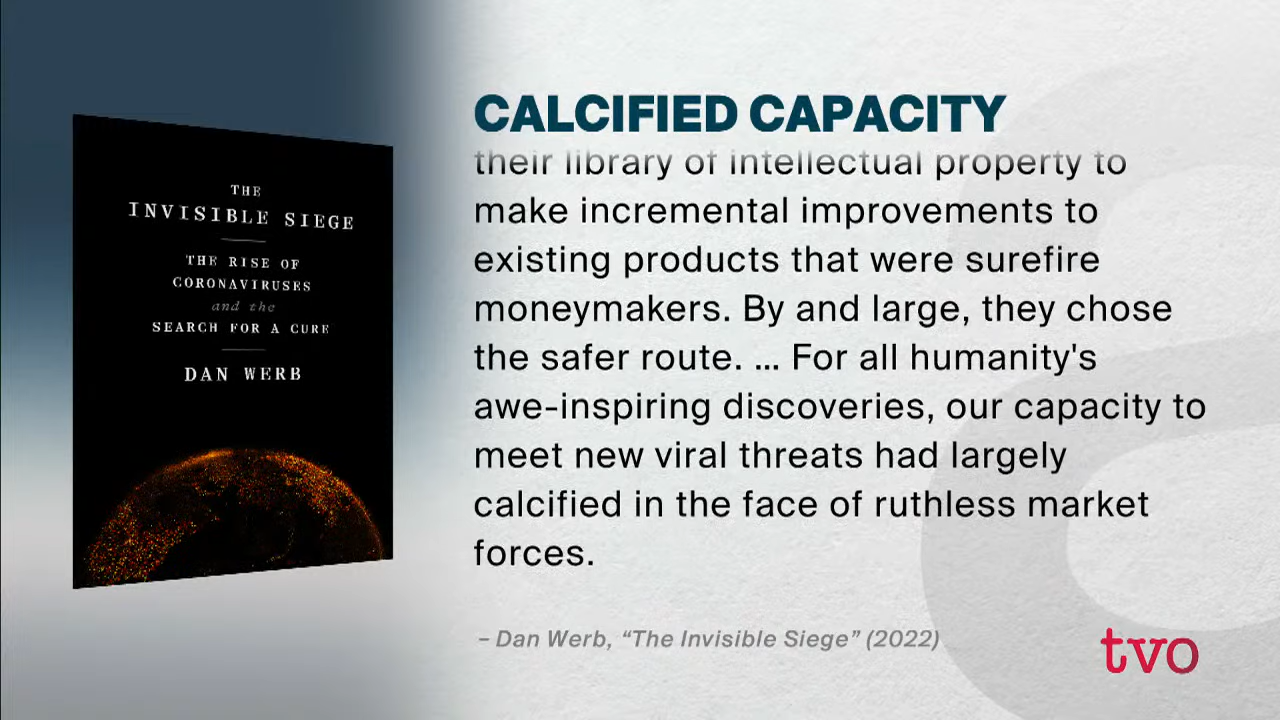 THE
INVISIBLE SIEGE
THE RISE OF
CORONAVIRUSES
and the
SEARCH FOR A CURE
DAN WERB
CALCIFIED CAPACITY
their library of intellectual property to
make incremental improvements to
existing products that were surefire
moneymakers. By and large, they chose
the safer route. ... For all humanity's
awe-inspiring discoveries, our capacity to
meet new viral threats had largely
calcified in the face of ruthless market
forces.
– Dan Werb, “The Invisible Siege” (2022)
tvo